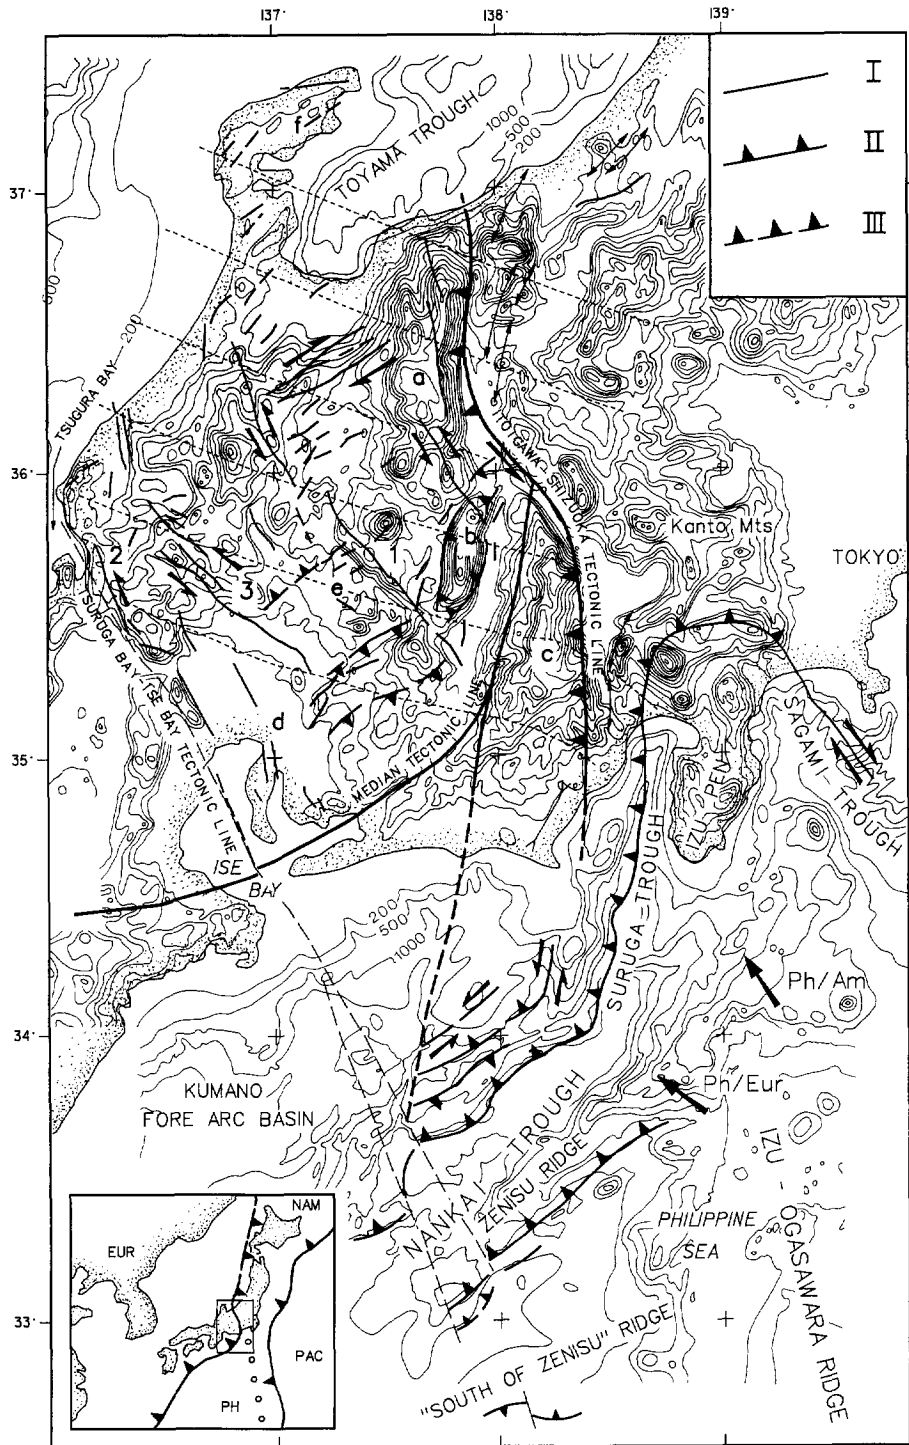 137°
138°
139°
I
II
III
37°
36°
35°
34°
33°
TOYAMA TROUGH
1000
500
200
f
200
TSUGURA BAY
a
ITOIGAWA-SHIZUOKA TECTONIC LINE
Kanto Mts
TOKYO
2
3
1
b
e
c
d
SURUGA BAY-ISE BAY TECTONIC LINE
MEDIAN TECTONIC LINE
ISE
BAY
IZU PEN.
SAGAMI-TROUGH
SURUGA-TROUGH
200
500
1000
Ph/Am
Ph/Eur
KUMANO
FORE ARC BASIN
NANKAI TROUGH
ZENISU RIDGE
IZU - OGASAWARA RIDGE
PHILIPPINE
SEA
"SOUTH OF ZENISU" RIDGE
EUR
NAM
PAC
PH